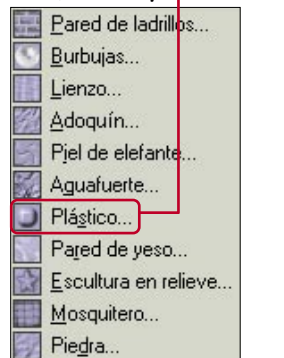 Pared de ladrillos...
Burbujas...
Lienzo...
Adoquín...
Piel de elefante...
Aguafuerte...
Plástico...
Pared de yeso...
Escultura en relieve...
Mosquitero...
Piedra...